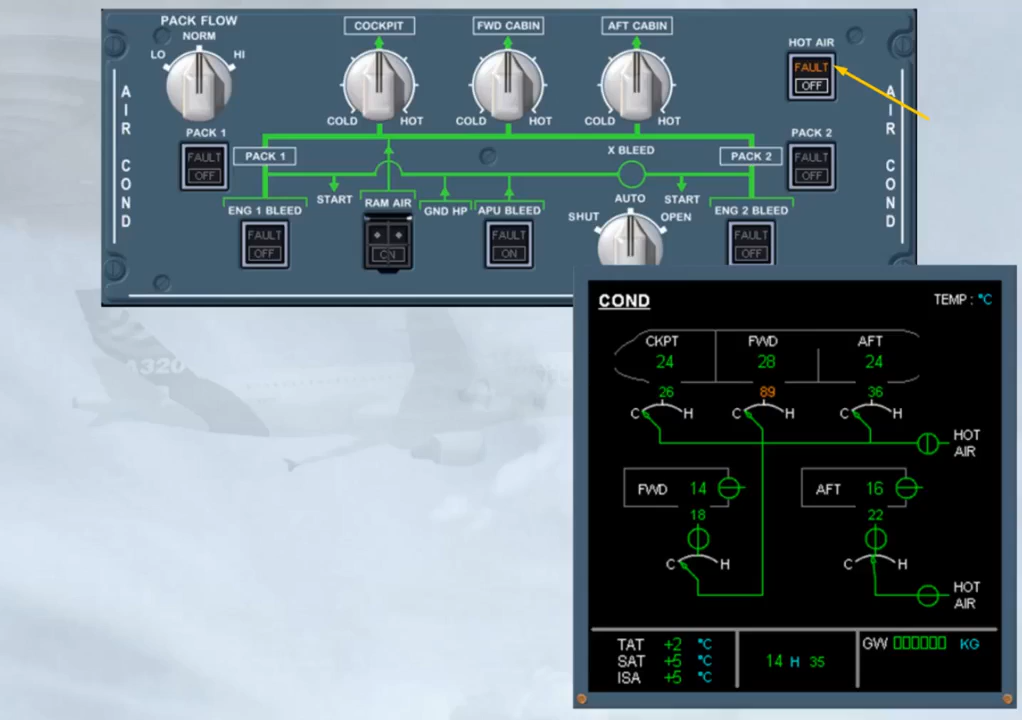 PACK FLOW
NORM
LO HI
COCKPIT
FWD CABIN
AFT CABIN
HOT AIR
FAULT
OFF
COLD HOT
COLD HOT
COLD HOT
AIR COND
AIR COND
PACK 1
FAULT
OFF
PACK 1
X BLEED
PACK 2
PACK 2
FAULT
OFF
START
RAM AIR
GND HP
APU BLEED
AUTO
START
SHUT
OPEN
ENG 1 BLEED
FAULT
OFF
ON
FAULT
ON
ENG 2 BLEED
FAULT
OFF
A320
COND
TEMP : °C
CKPT FWD AFT
24 28 24
26 89 36
C H C H C H
HOT
AIR
FWD 14
AFT 16
18 22
C H C H
HOT
AIR
TAT +2 °C
SAT +5 °C
ISA +5 °C
14 H 35
GW KG